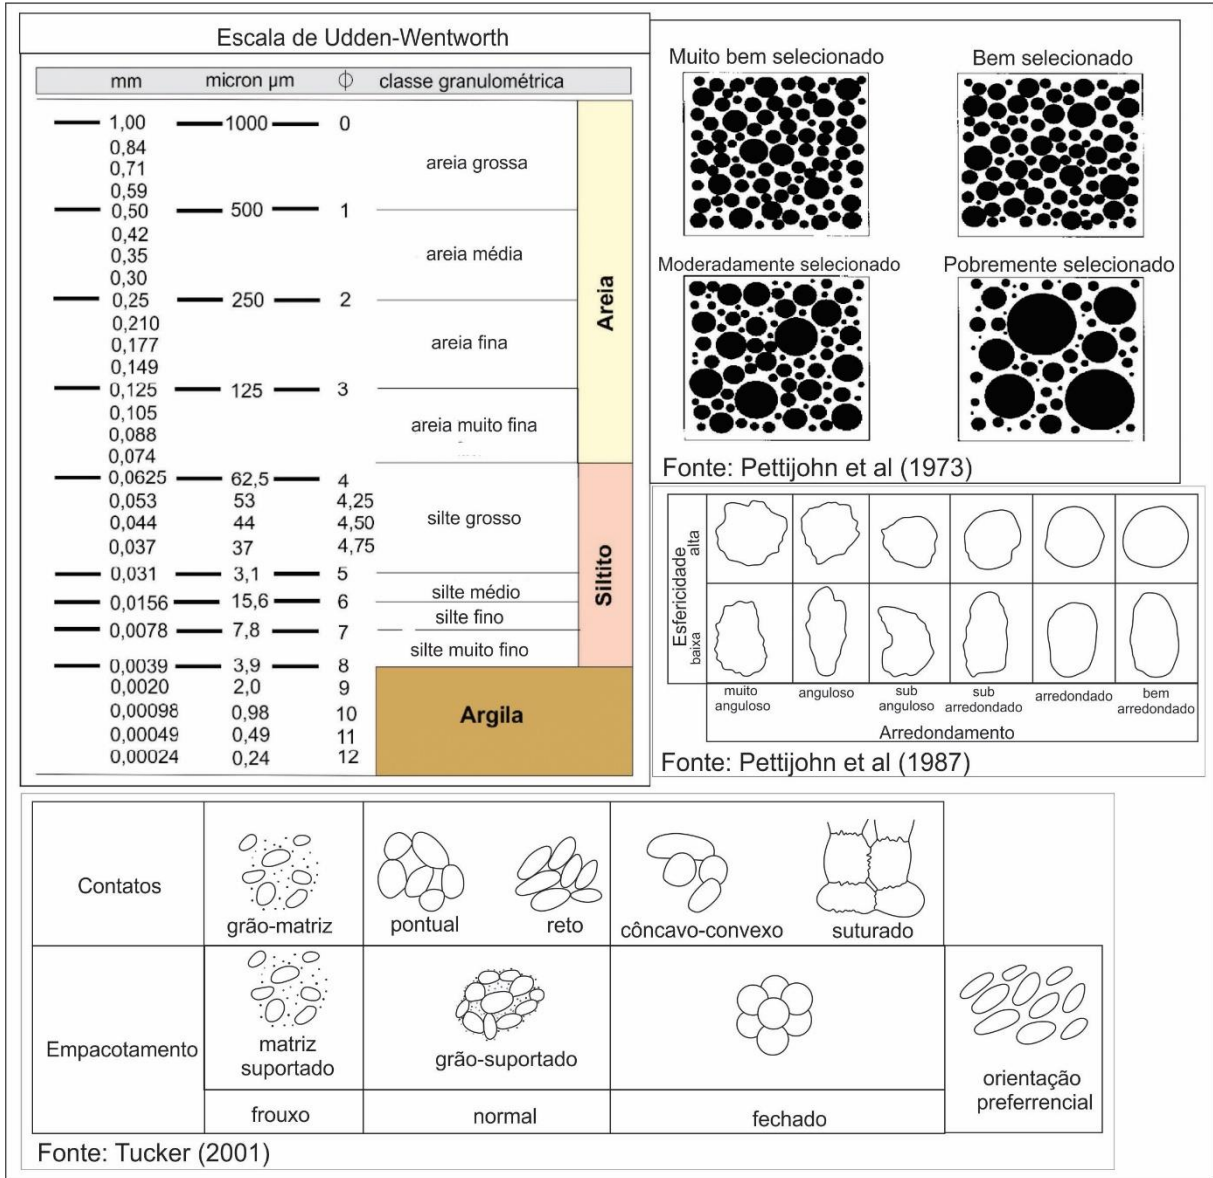 Escala de Udden-Wentworth
mm micron µm ϕ classe granulométrica
1,00 1000 0
0,84
0,71
0,59
areia grossa
0,50 500 1
0,42
0,35
0,30
areia média
0,25 250 2
0,210
0,177
0,149
areia fina
0,125 125 3
0,105
0,088
0,074
areia muito fina
Areia
0,0625 62,5 4
0,053 53 4,25
0,044 44 4,50
0,037 37 4,75
silte grosso
0,031 3,1 5
silte médio
0,0156 15,6 6
silte fino
0,0078 7,8 7
silte muito fino
Siltito
0,0039 3,9 8
0,0020 2,0 9
0,00098 0,98 10
0,00049 0,49 11
0,00024 0,24 12
Argila
Muito bem selecionado
Bem selecionado
Moderadamente selecionado
Pobremente selecionado
Fonte: Pettijohn et al (1973)
Esfericidade
alta
baixa
muito
anguloso
anguloso
sub
anguloso
sub
arredondado
arredondado
bem
arredondado
Arredondamento
Fonte: Pettijohn et al (1987)
Contatos
grão-matriz
pontual
reto
côncavo-convexo
suturado
Empacotamento
matriz
suportado
grão-suportado
orientação
preferrencial
frouxo
normal
fechado
Fonte: Tucker (2001)